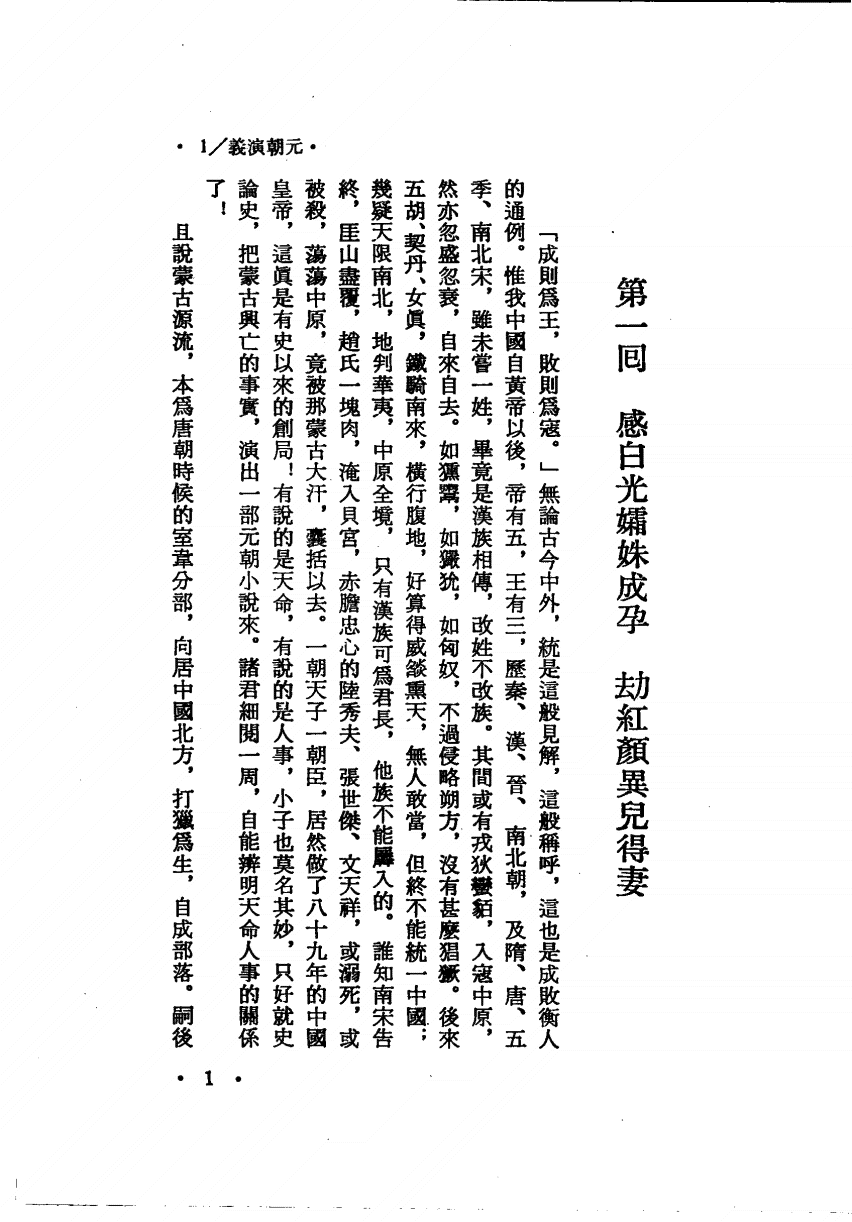 ·元朝演義／1·
第一回　感白光孀姝成孕　劫紅顏異兒得妻
「成則爲王，敗則爲寇。」無論古今中外，統是這般見解，這般稱呼，這也是成敗衡人
的通例。惟我中國自黃帝以後，帝有五，王有三，歷秦、漢、晉、南北朝，及隋、唐、五
季、南北宋，雖未嘗一姓，畢竟是漢族相傳，改姓不改族。其間或有戎狄蠻貊，入寇中原，
然亦忽盛忽衰，自來自去。如獯鬻，如玁狁，如匈奴，不過侵略朔方，沒有甚麼猖獗。後來
五胡、契丹、女眞，鐵騎南來，橫行腹地，好算得威燄熏天，無人敢當，但終不能統一中國；
幾疑天限南北，地判華夷，中原全境，只有漢族可爲君長，他族不能羼入的。誰知南宋告
終，厓山盡覆，趙氏一塊肉，淹入貝宮，赤膽忠心的陸秀夫、張世傑、文天祥，或溺死，或
被殺，蕩蕩中原，竟被那蒙古大汗，囊括以去。一朝天子一朝臣，居然做了八十九年的中國
皇帝，這眞是有史以來的創局！有說的是天命，有說的是人事，小子也莫名其妙，只好就史
論史，把蒙古興亡的事實，演出一部元朝小說來。諸君細閱一周，自能辨明天命人事的關係
了！
且說蒙古源流，本爲唐朝時候的室韋分部，向居中國北方，打獵爲生，自成部落。嗣後
·1·